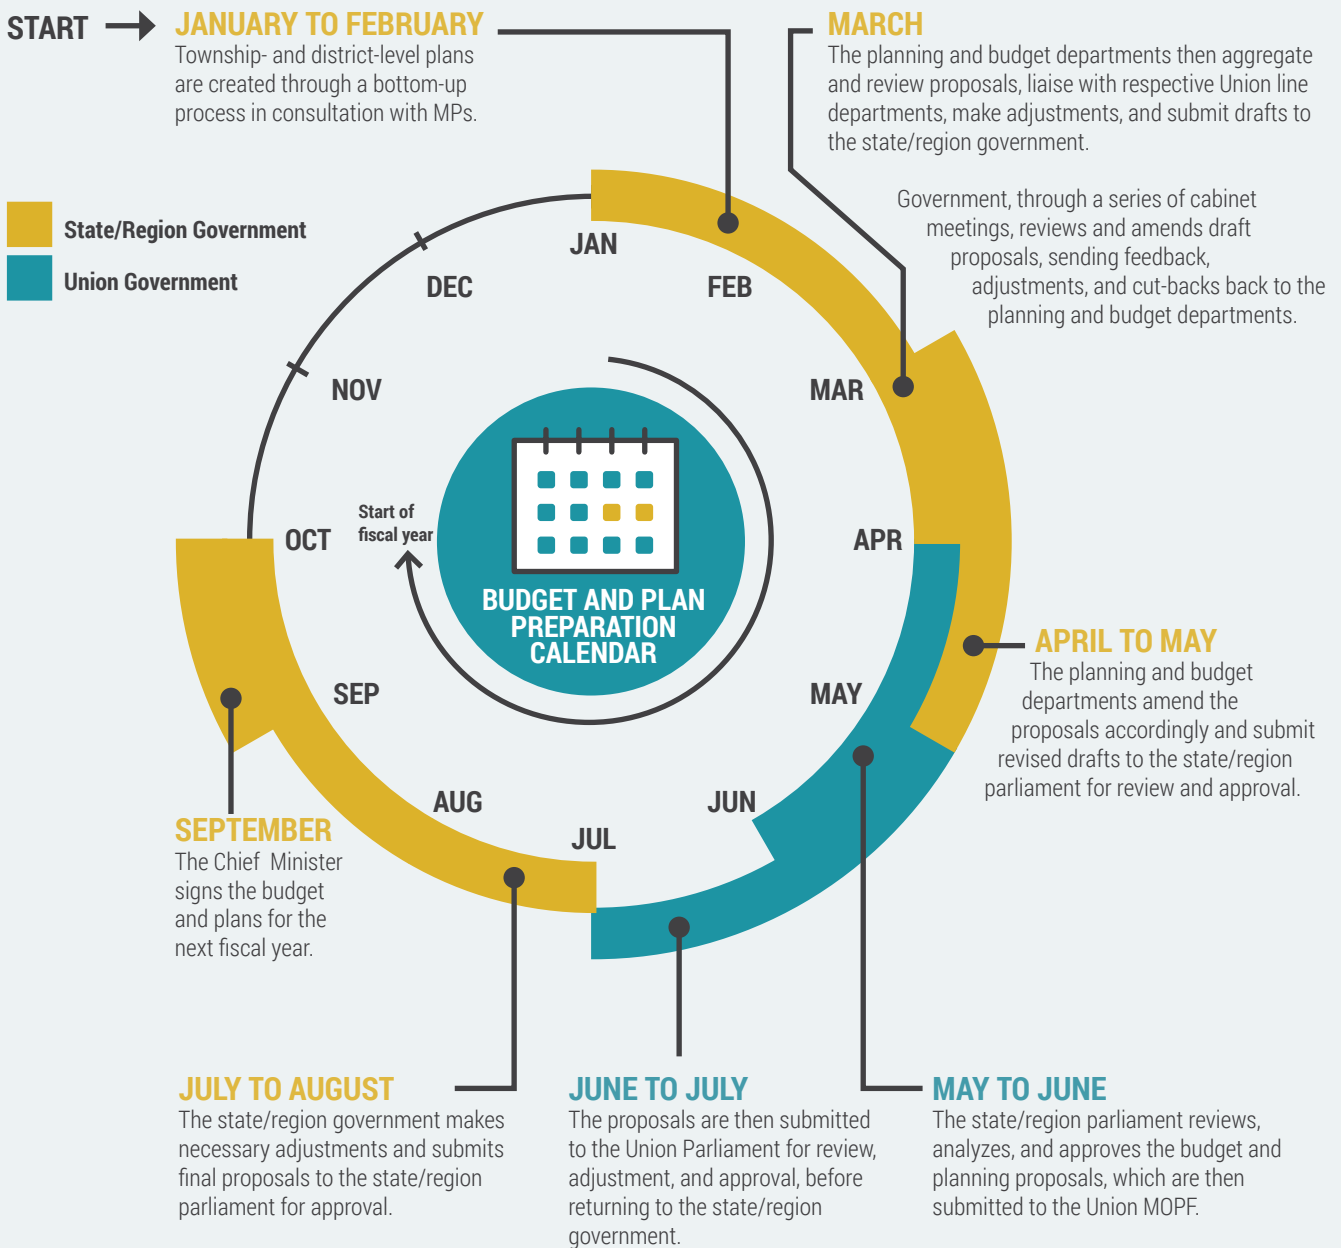 START
JANUARY TO FEBRUARY
Township- and district-level plans
are created through a bottom-up
process in consultation with MPs.
MARCH
The planning and budget departments then aggregate
and review proposals, liaise with respective Union line
departments, make adjustments, and submit drafts to
the state/region government.
Government, through a series of cabinet
meetings, reviews and amends draft
proposals, sending feedback,
adjustments, and cut-backs back to the
planning and budget departments.
State/Region Government
Union Government
JAN
FEB
MAR
APR
MAY
JUN
JUL
AUG
SEP
OCT
NOV
DEC
Start of
fiscal year
BUDGET AND PLAN
PREPARATION
CALENDAR
APRIL TO MAY
The planning and budget
departments amend the
proposals accordingly and submit
revised drafts to the state/region
parliament for review and approval.
MAY TO JUNE
The state/region parliament reviews,
analyzes, and approves the budget and
planning proposals, which are then
submitted to the Union MOPF.
JUNE TO JULY
The proposals are then submitted
to the Union Parliament for review,
adjustment, and approval, before
returning to the state/region
government.
JULY TO AUGUST
The state/region government makes
necessary adjustments and submits
final proposals to the state/region
parliament for approval.
SEPTEMBER
The Chief Minister
signs the budget
and plans for the
next fiscal year.